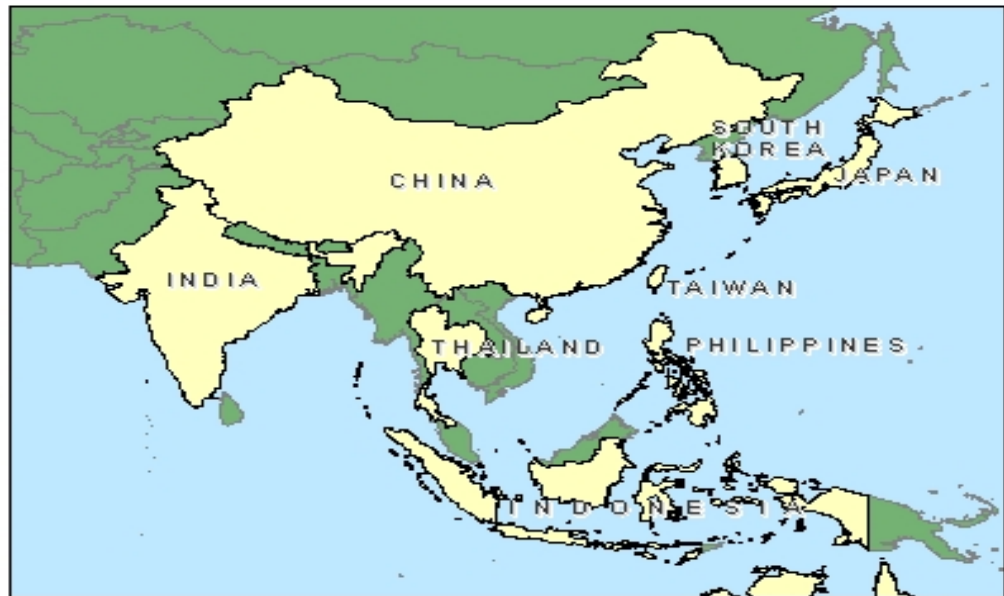 SOUTH
KOREA
JAPAN
CHINA
INDIA
TAIWAN
THAILAND
PHILIPPINES
INDONESIA